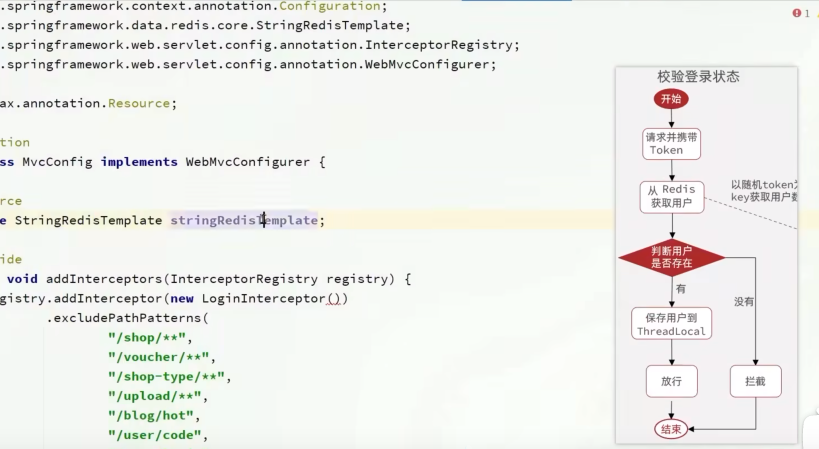 .springframework.context.annotation.Configuration;
.springframework.data.redis.core.StringRedisTemplate;
.springframework.web.servlet.config.annotation.InterceptorRegistry;
.springframework.web.servlet.config.annotation.WebMvcConfigurer;
ax.annotation.Resource;
tion
ss MvcConfig implements WebMvcConfigurer {
rce
e StringRedisTemplate stringRedisTemplate;
ide
void addInterceptors(InterceptorRegistry registry) {
gistry.addInterceptor(new LoginInterceptor())
.excludePathPatterns(
"/shop/**",
"/voucher/**",
"/shop-type/**",
"/upload/**",
"/blog/hot",
"/user/code",
1
校验登录状态
开始
请求并携带
Token
从 Redis
获取用户
以随机token为
key获取用户数
判断用户
是否存在
有
没有
保存用户到
ThreadLocal
放行
拦截
结束